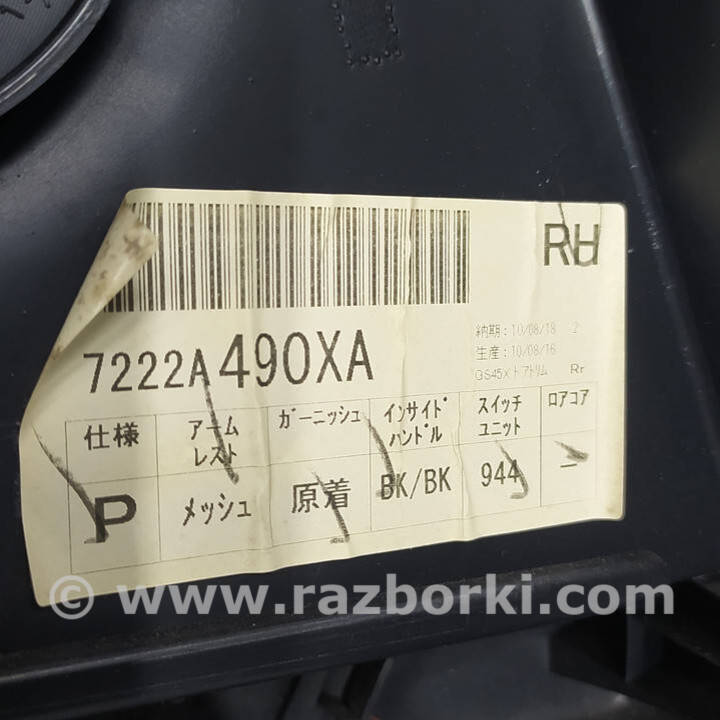 RH
納期:10/08/18 2
生産:10/08/16
GS45X ドアトリム Rr
7222A490XA
仕様 アームレスト ガーニッシュ インサイドハンドル スイッチユニット ロアコア
P メッシュ 原着 BK/BK 944 —
© www.razborki.com